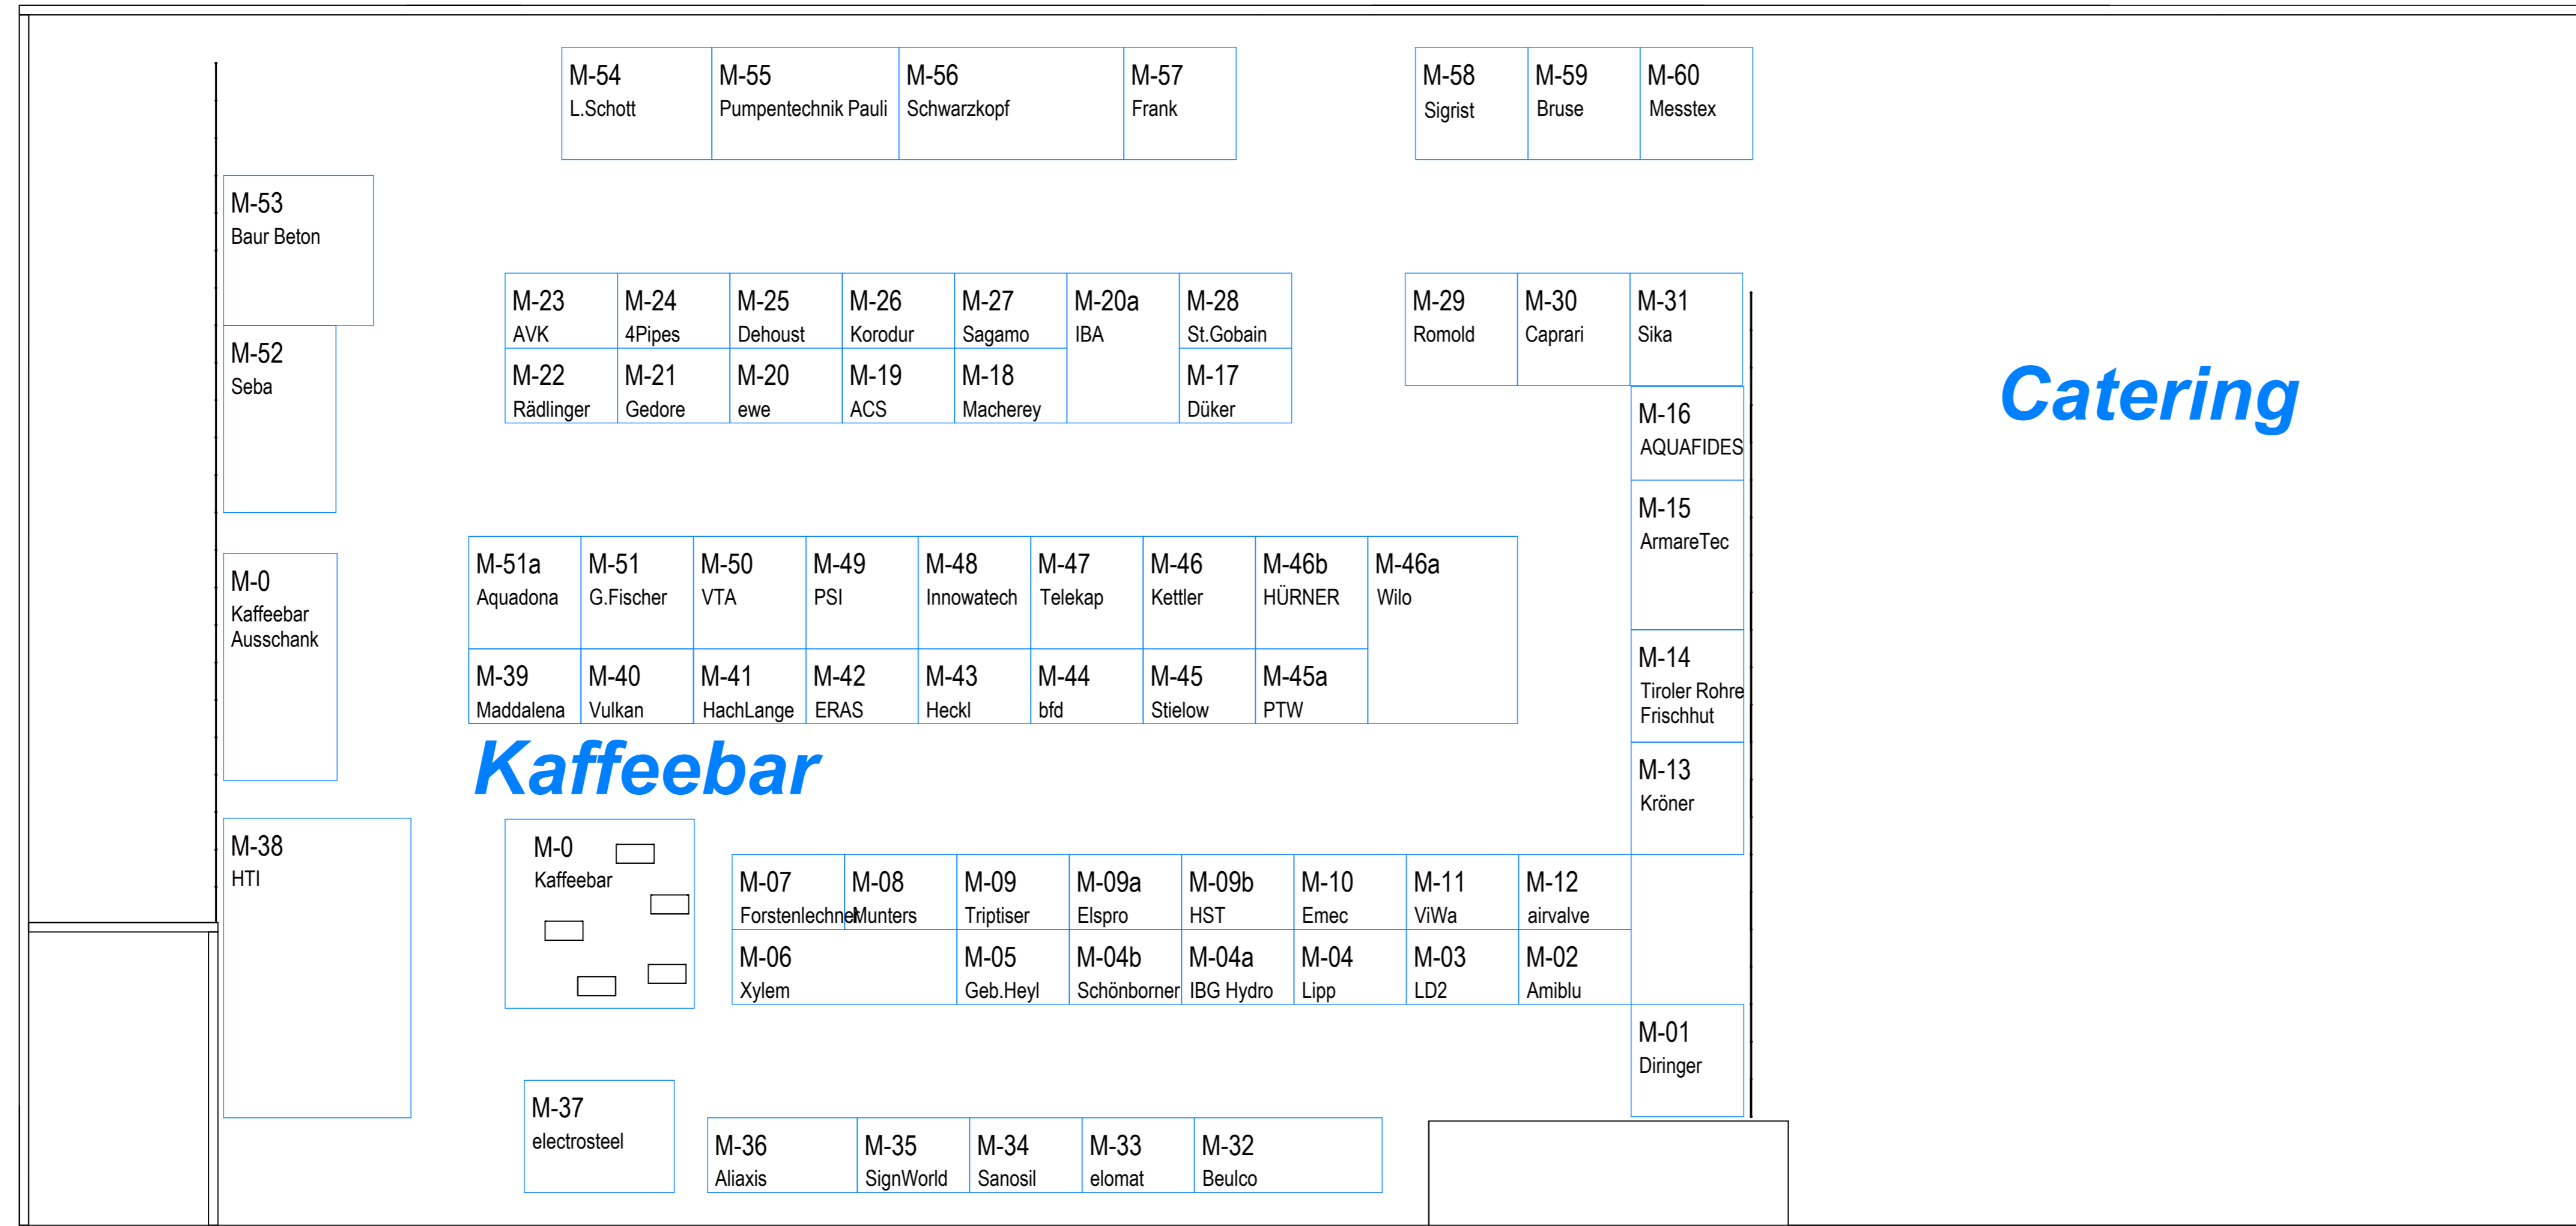 M-54
L.Schott
M-55
Pumpentechnik Pauli
M-56
Schwarzkopf
M-57
Frank
M-58
Sigrist
M-59
Bruse
M-60
Messtex
M-53
Baur Beton
M-52
Seba
M-23
AVK
M-24
4Pipes
M-25
Dehoust
M-26
Korodur
M-27
Sagamo
M-20a
IBA
M-28
St.Gobain
M-22
Rädlinger
M-21
Gedore
M-20
ewe
M-19
ACS
M-18
Macherey
M-17
Düker
M-29
Romold
M-30
Caprari
M-31
Sika
Catering
M-16
AQUAFIDES
M-15
ArmareTec
M-14
Tiroler Rohre
Frischhut
M-13
Kröner
M-0
Kaffeebar
Ausschank
M-51a
Aquadona
M-51
G.Fischer
M-50
VTA
M-49
PSI
M-48
Innowatech
M-47
Telekap
M-46
Kettler
M-46b
HÜRNER
M-46a
Wilo
M-39
Maddalena
M-40
Vulkan
M-41
HachLange
M-42
ERAS
M-43
Heckl
M-44
bfd
M-45
Stielow
M-45a
PTW
Kaffeebar
M-38
HTI
M-0
Kaffeebar
M-07
Forstenlechner
M-08
Munters
M-09
Triptiser
M-09a
Elspro
M-09b
HST
M-10
Emec
M-11
ViWa
M-12
airvalve
M-06
Xylem
M-05
Geb.Heyl
M-04b
Schönborner
M-04a
IBG Hydro
M-04
Lipp
M-03
LD2
M-02
Amiblu
M-01
Diringer
M-37
electrosteel
M-36
Aliaxis
M-35
SignWorld
M-34
Sanosil
M-33
elomat
M-32
Beulco